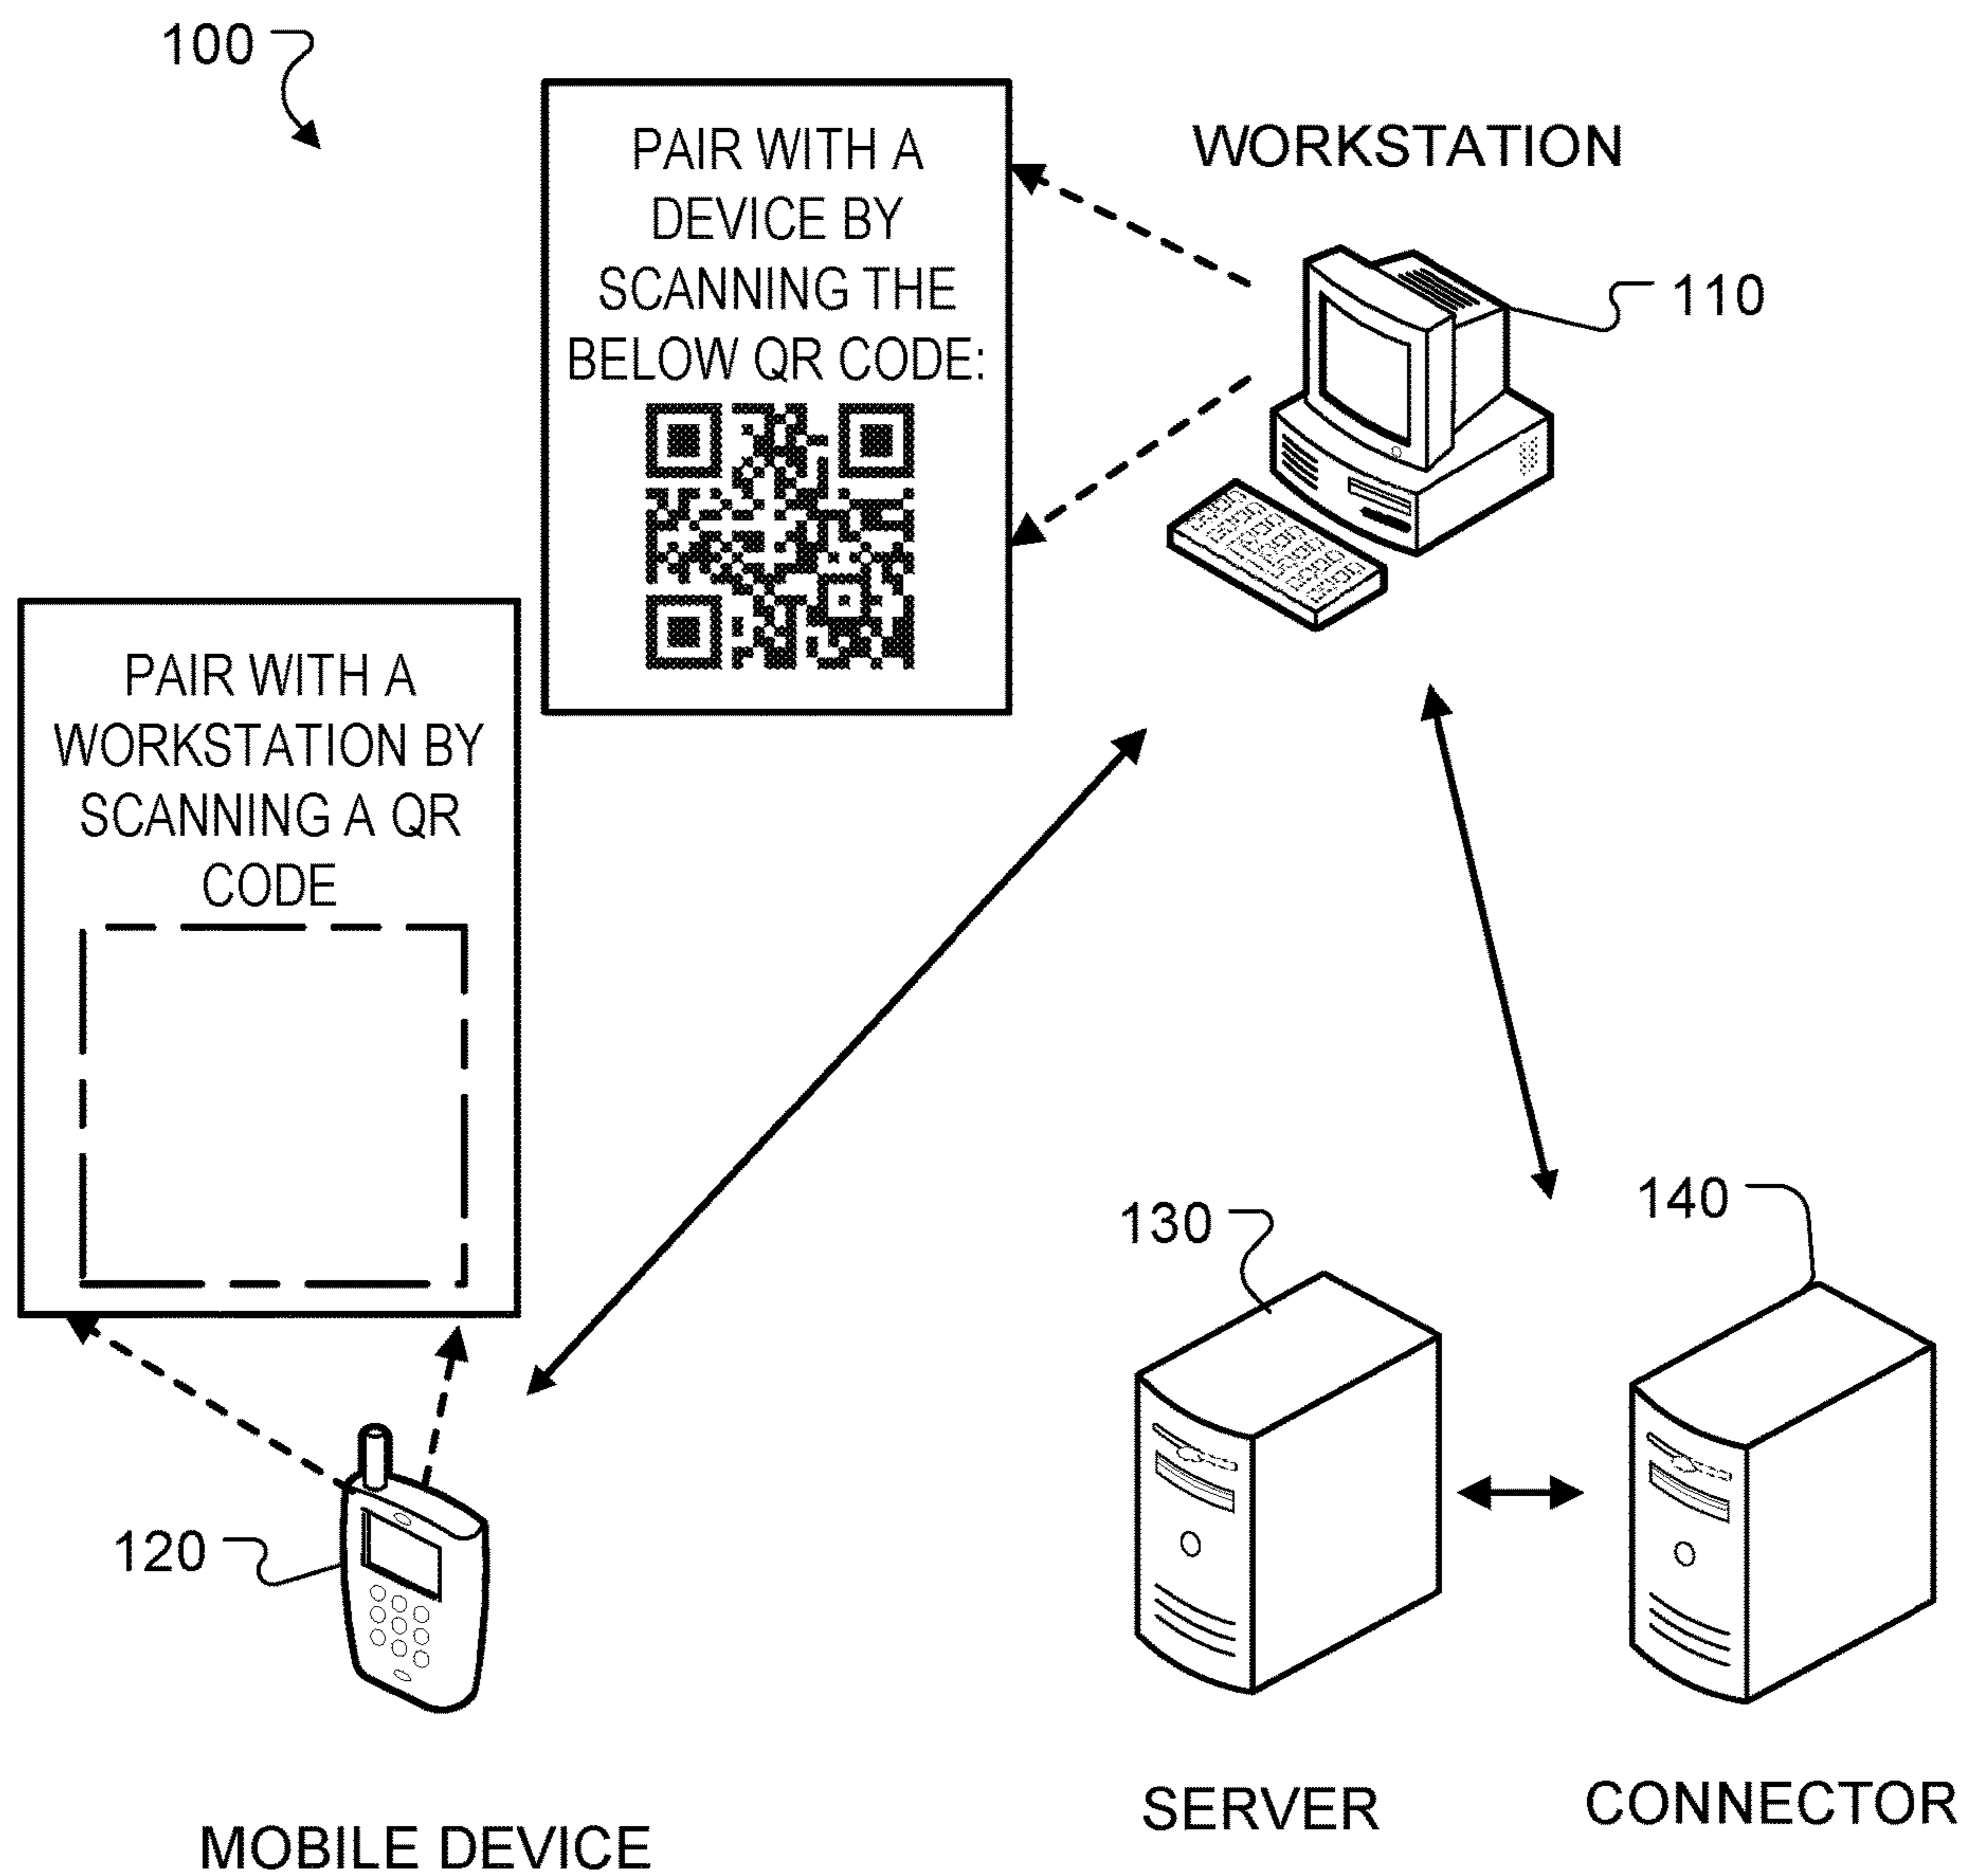 100
PAIR WITH A
DEVICE BY
SCANNING THE
BELOW QR CODE:
WORKSTATION
110
PAIR WITH A
WORKSTATION BY
SCANNING A QR
CODE
130
140
120
SERVER
CONNECTOR
MOBILE DEVICE